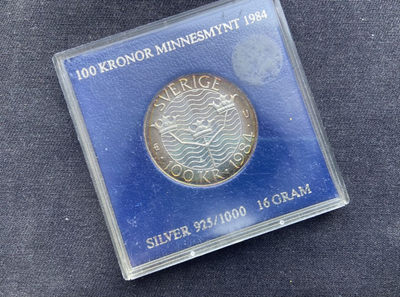 100 KRONOR MINNESMYNT 1984
SVERIGE
100 KR. 1984
SILVER 925/1000 16 GRAM